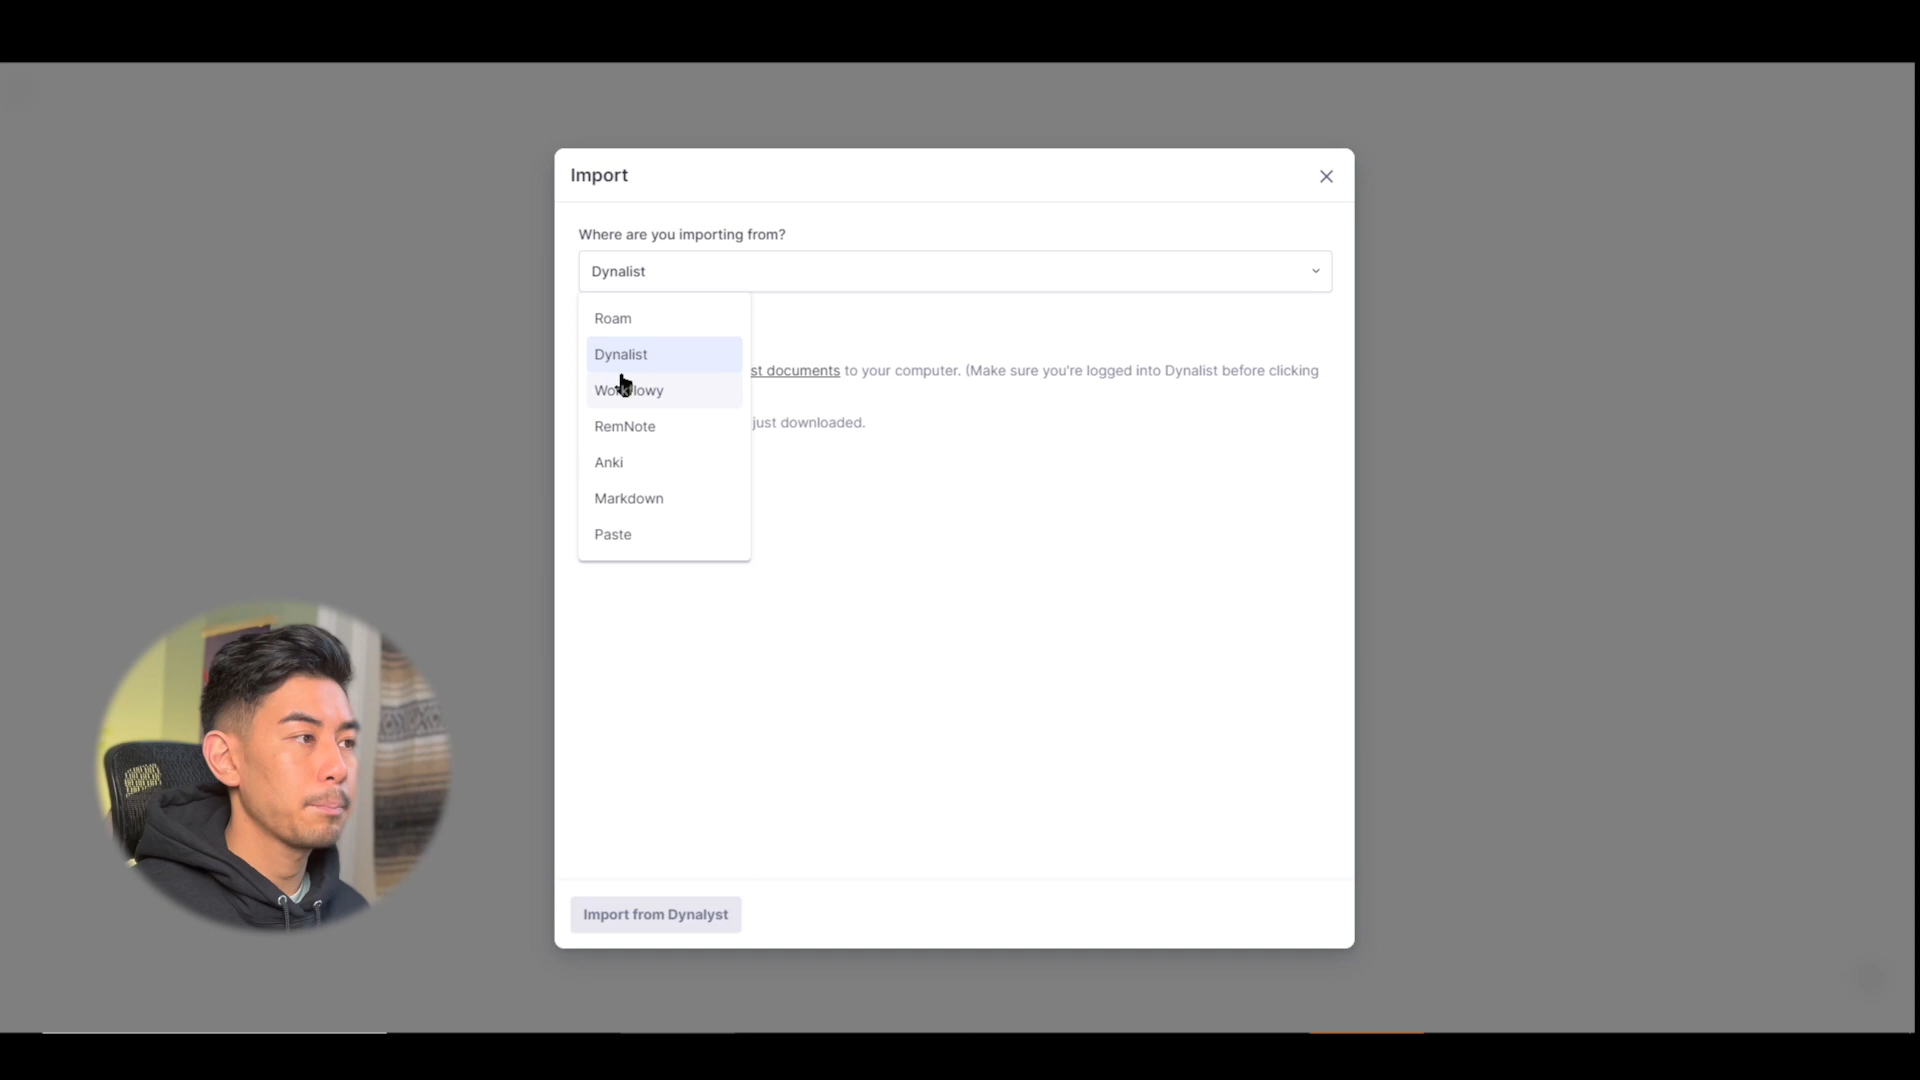 Import
Where are you importing from?
Dynalist
Roam
Dynalist
st documents to your computer. (Make sure you're logged into Dynalist before clicking
Workflowy
just downloaded.
RemNote
Anki
Markdown
Paste
Import from Dynalyst